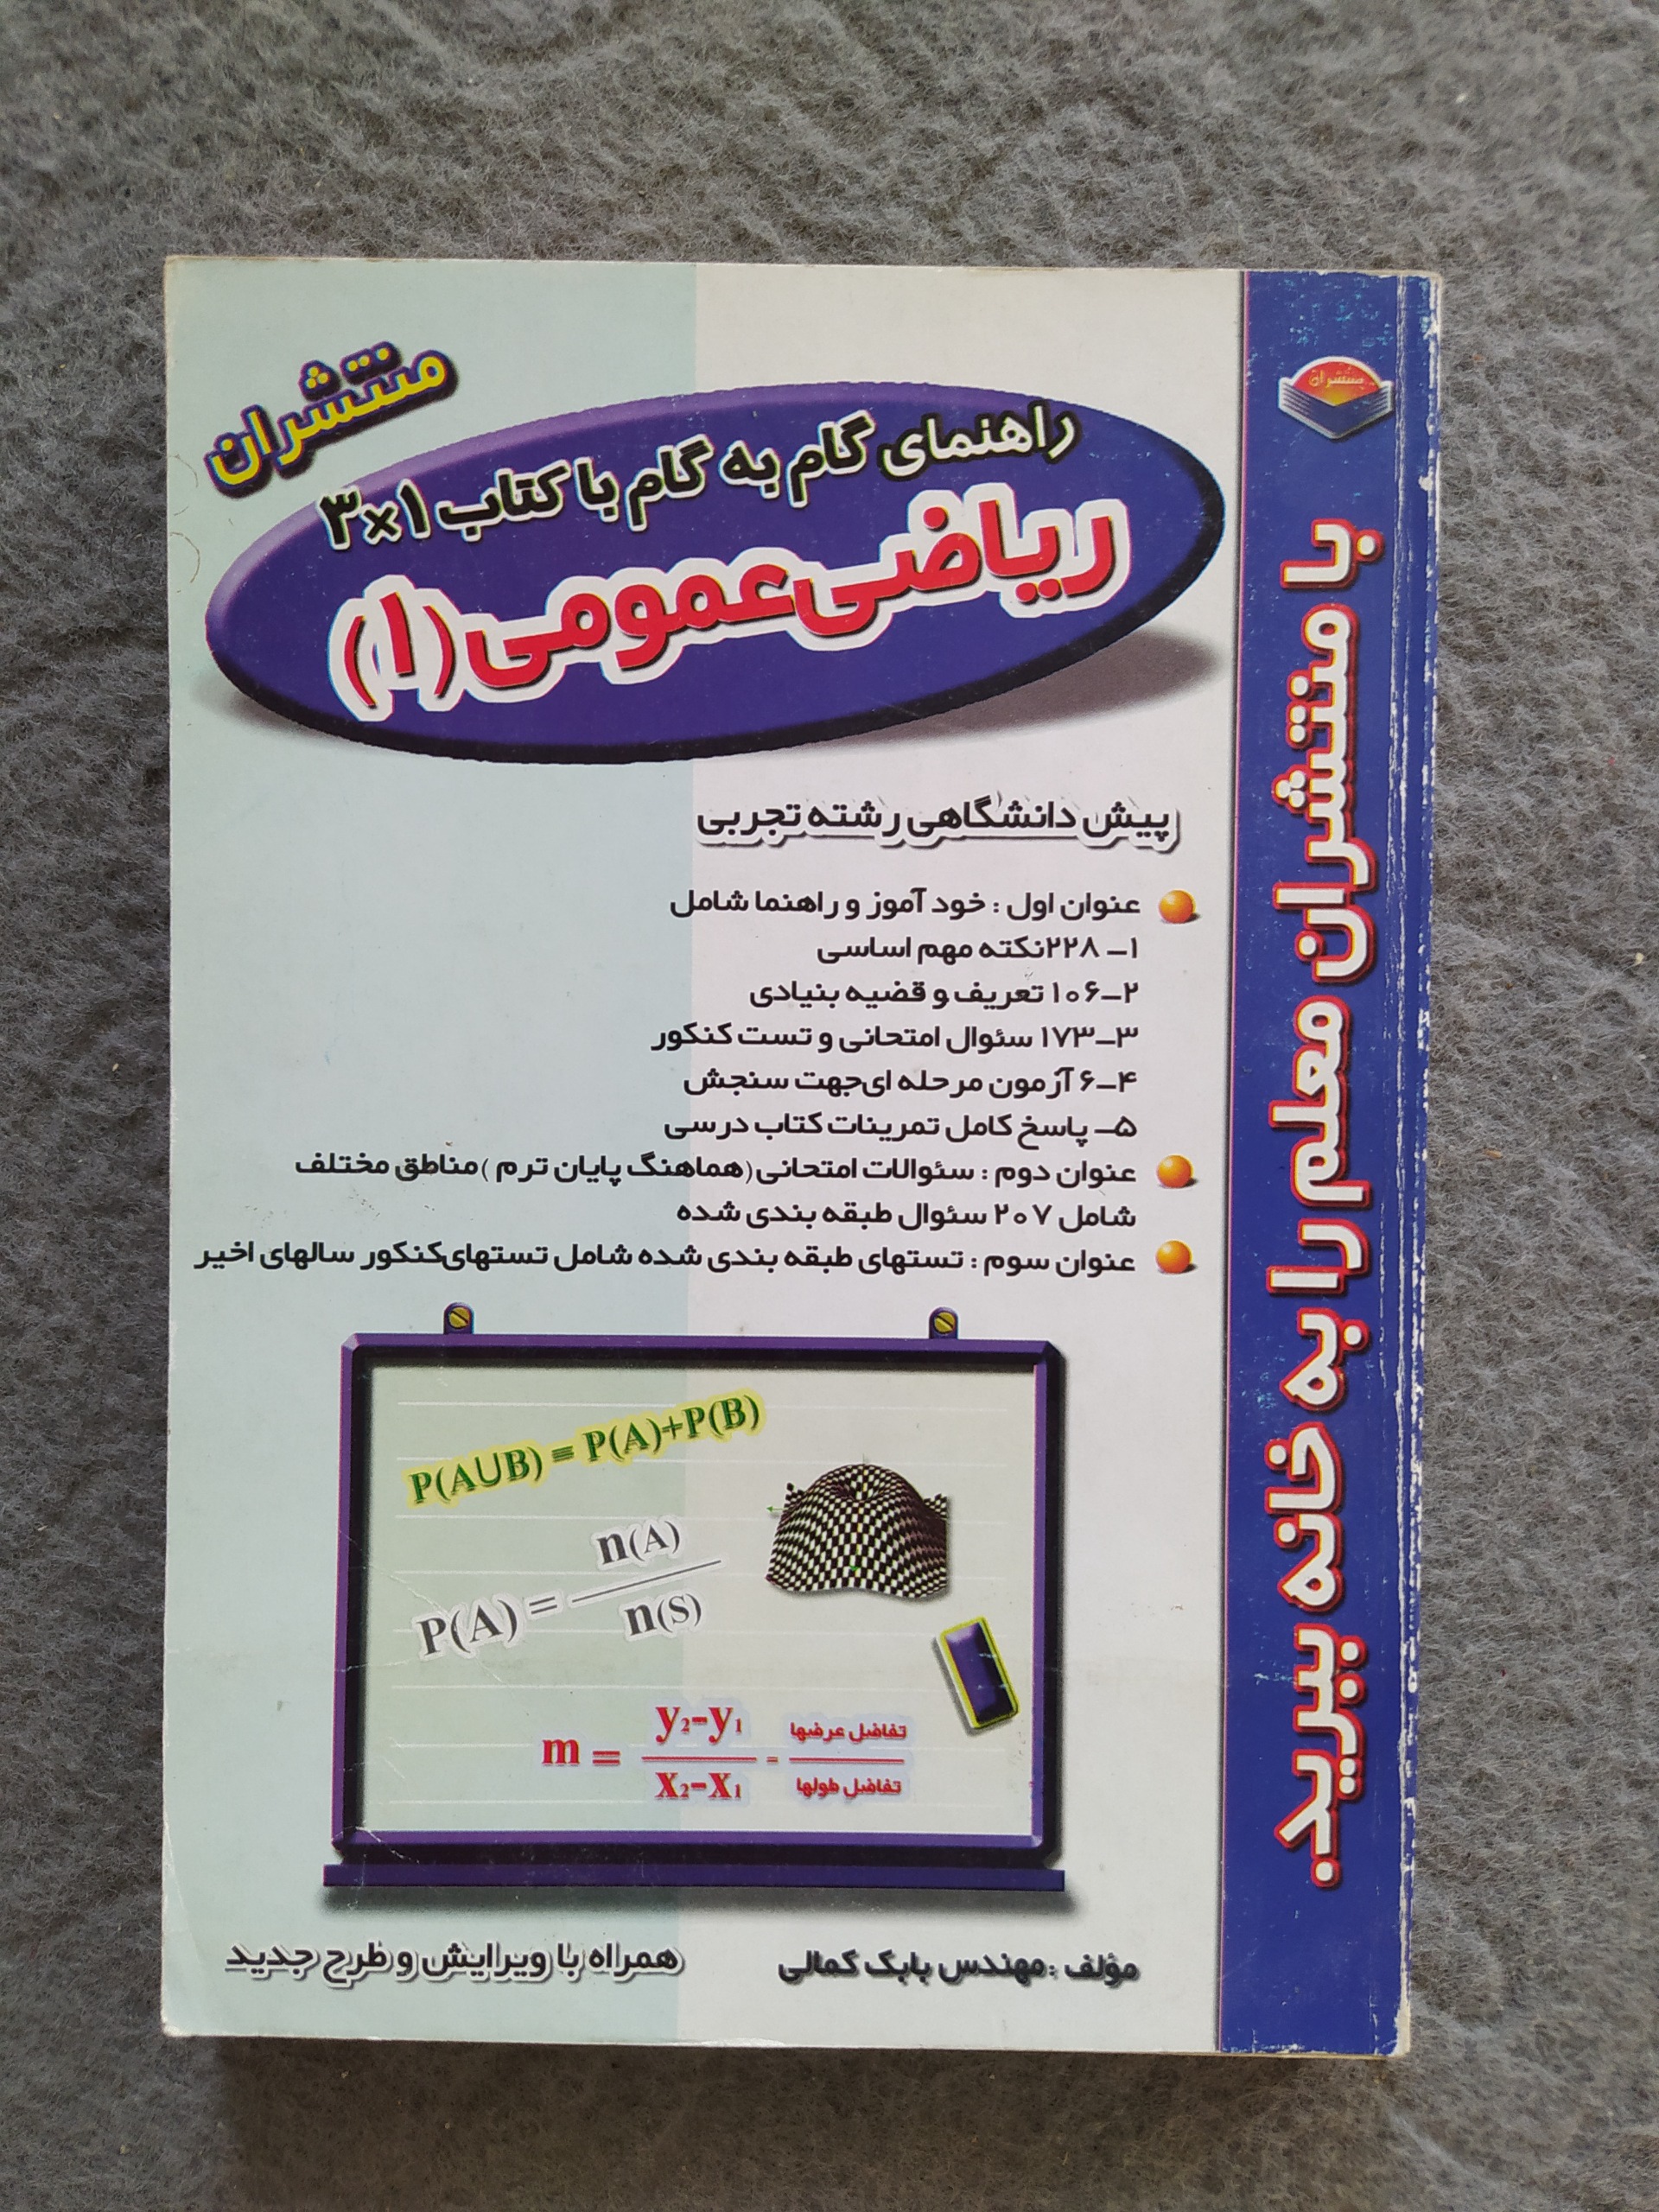 منتشران
راهنمای گام به گام با کتاب ۱×۳
ریاضی عمومی (۱)
پیش دانشگاهی رشته تجربی
عنوان اول : خود آموز و راهنما شامل
۱- ۲۲۸نکته مهم اساسی
۲-۱۰۶ تعریف و قضیه بنیادی
۳-۱۷۳ سئوال امتحانی و تست کنکور
۴-۶ آزمون مرحله ای جهت سنجش
۵- پاسخ کامل تمرینات کتاب درسی
عنوان دوم : سئوالات امتحانی (هماهنگ پایان ترم ) مناطق مختلف
شامل ۲۰۷ سئوال طبقه بندی شده
عنوان سوم : تستهای طبقه بندی شده شامل تستهای کنکور سالهای اخیر
P(A∪B) = P(A)+P(B)
P(A) = n(A) / n(S)
m = y₂-y₁ / x₂-x₁ = تفاضل عرضها / تفاضل طولها
مؤلف : مهندس بابک کمالی
همراه با ویرایش و طرح جدید
منتشران
با منتشران معلم را به خانه ببرید.